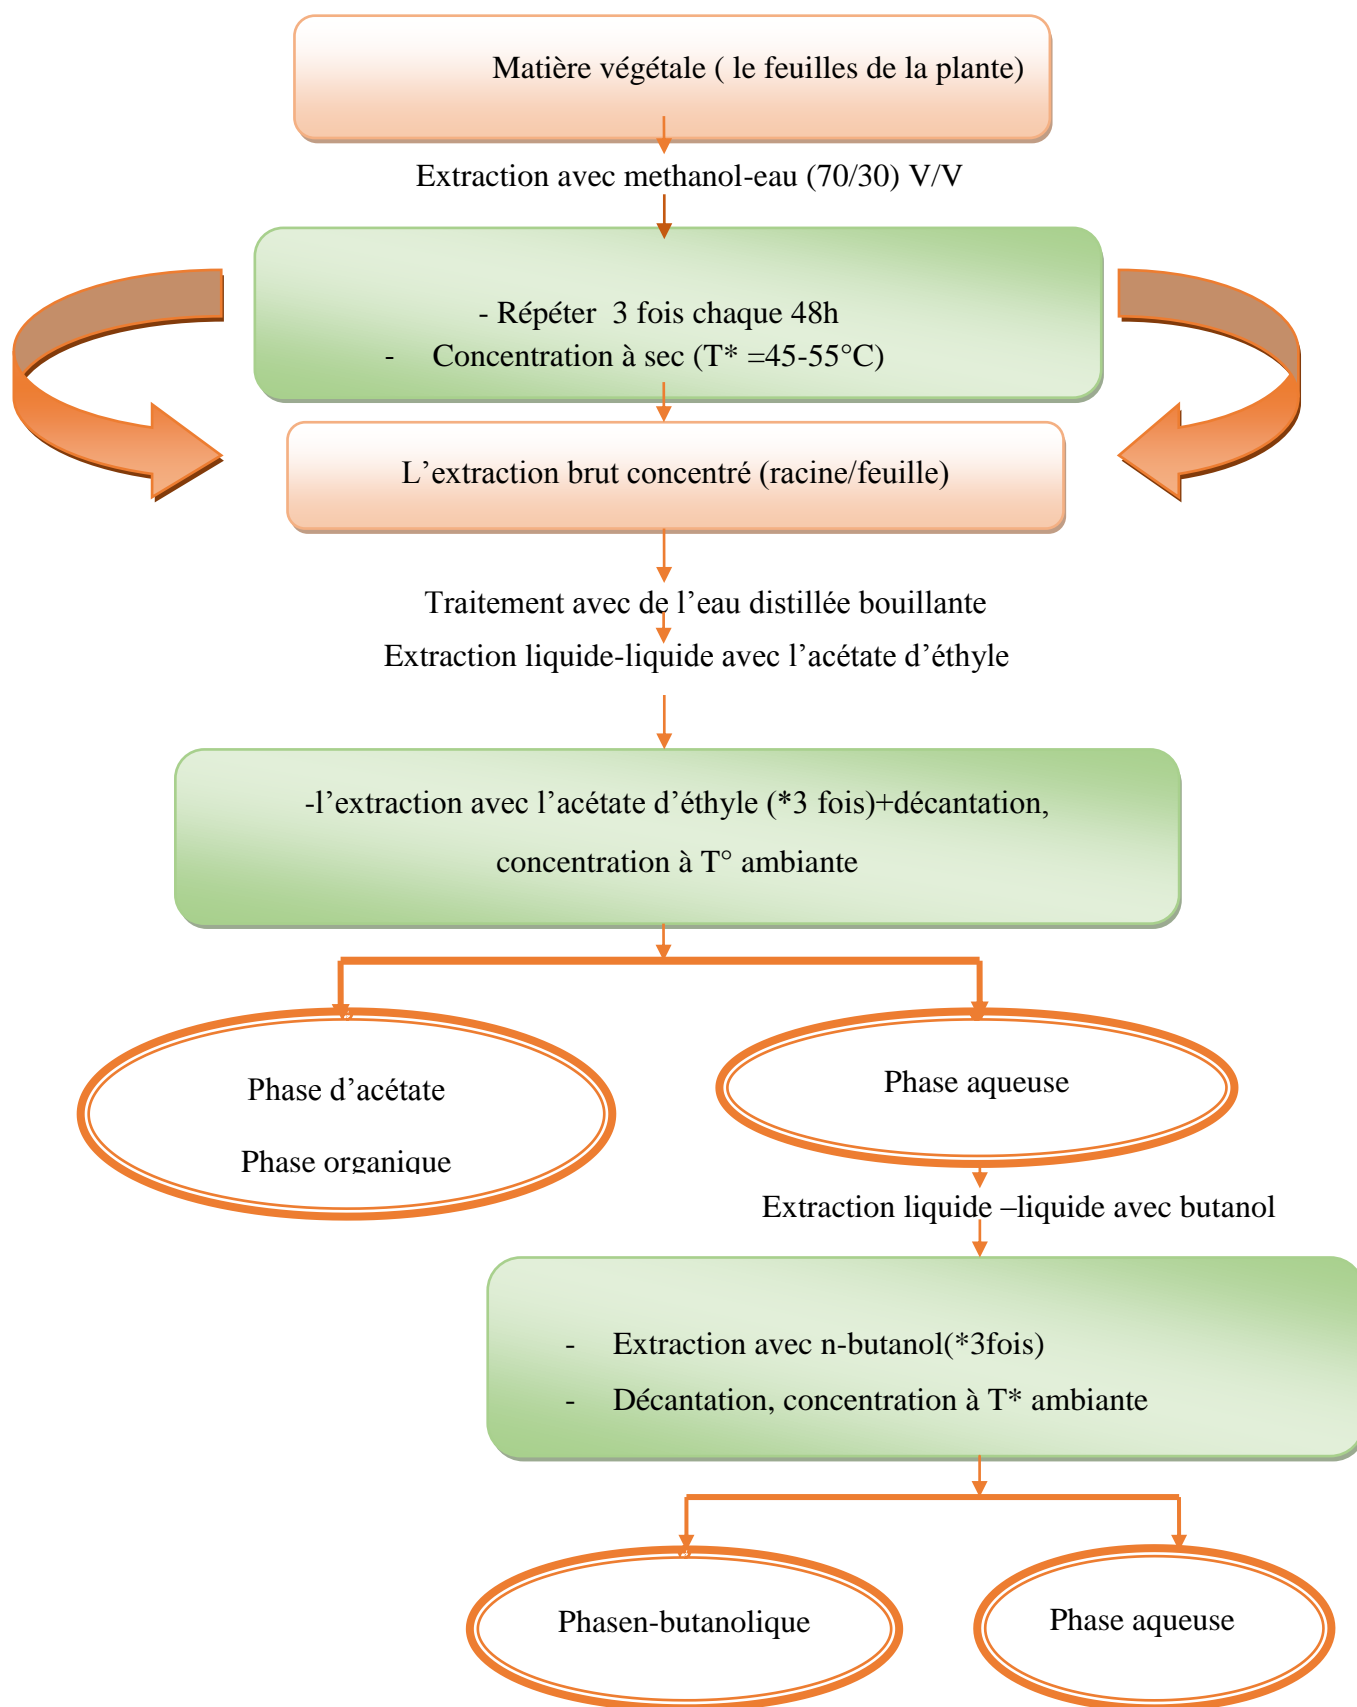 Matière végétale ( le feuilles de la plante)
Extraction avec methanol-eau (70/30) V/V
- Répéter  3 fois chaque 48h
- Concentration à sec (T* =45-55°C)
L’extraction brut concentré (racine/feuille)
Traitement avec de l’eau distillée bouillante
Extraction liquide-liquide avec l’acétate d’éthyle
-l’extraction avec l’acétate d’éthyle (*3 fois)+décantation,
concentration à T° ambiante
Phase d’acétate
Phase organique
Phase aqueuse
Extraction liquide –liquide avec butanol
- Extraction avec n-butanol(*3fois)
- Décantation, concentration à T* ambiante
Phasen-butanolique
Phase aqueuse